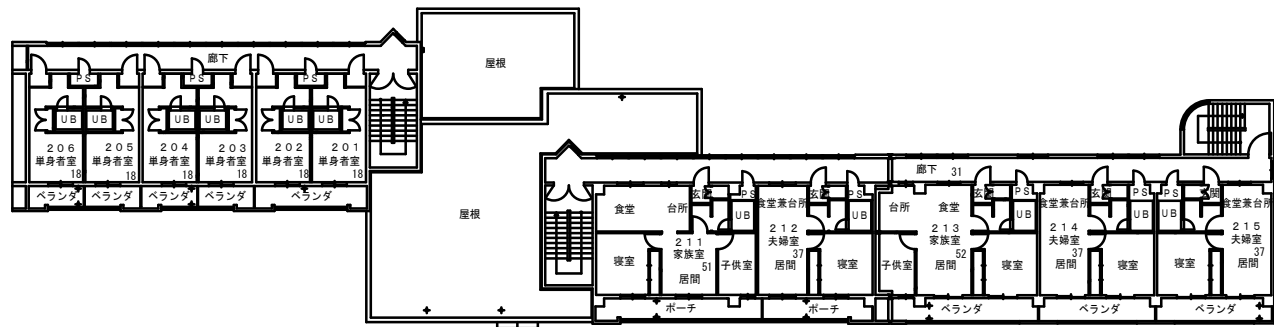 屋根
廊下
ＰＳ
ＰＳ
ＰＳ
ＵＢ
ＵＢ
ＵＢ
ＵＢ
ＵＢ
ＵＢ
２０６
単身者室
18
２０５
単身者室
18
２０４
単身者室
18
２０３
単身者室
18
２０２
単身者室
18
２０１
単身者室
18
ベランダ
ベランダ
ベランダ
ベランダ
ベランダ
屋根
廊下
31
食堂
台所
玄関
ＰＳ
ＵＢ
２１１
家族室
51
居間
寝室
子供室
食堂兼台所
玄関
ＰＳ
ＵＢ
２１２
夫婦室
37
居間
寝室
台所
食堂
玄関
ＰＳ
ＵＢ
２１３
家族室
52
子供室
居間
寝室
食堂兼台所
玄関
ＰＳ
ＵＢ
２１４
夫婦室
37
居間
寝室
ＰＳ
玄関
ＵＢ
食堂兼台所
２１５
夫婦室
37
寝室
居間
ポーチ
ポーチ
ベランダ
ベランダ
ベランダ